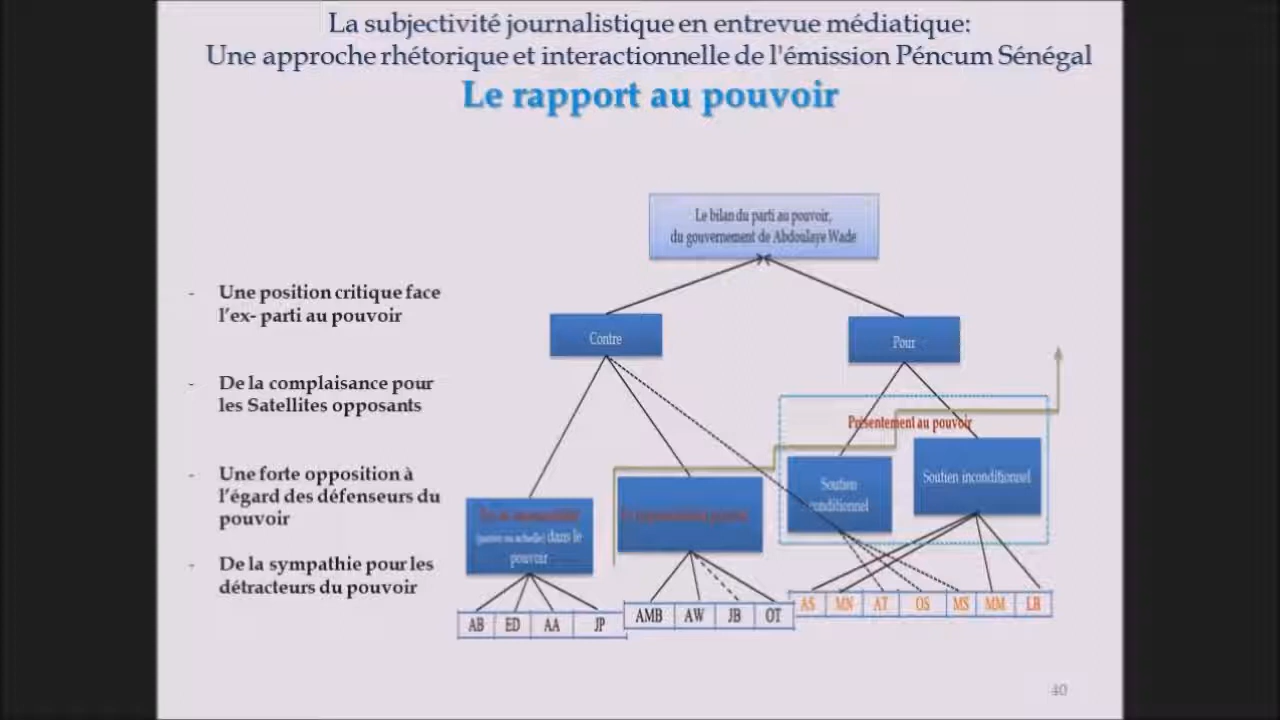 La subjectivité journalistique en entrevue médiatique:
Une approche rhétorique et interactionnelle de l'émission Péncum Sénégal
Le rapport au pouvoir
Le bilan du parti au pouvoir,
du gouvernement de Abdoulaye Wade
- Une position critique face
l'ex- parti au pouvoir
- De la complaisance pour
les Satellites opposants
- Une forte opposition à
l'égard des défenseurs du
pouvoir
- De la sympathie pour les
détracteurs du pouvoir
Contre
Pour
Présentement au pouvoir
Soutien
conditionnel
Soutien inconditionnel
dans le
pouvoir
AB ED AA JP
AMB AW JB OT
AS MN AT OS MS MM LB
40